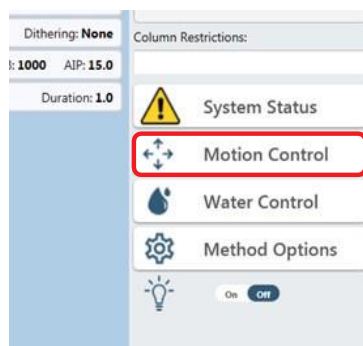 Dithering: None
1000 AIP: 15.0
Duration: 1.0
Column Restrictions:
System Status
Motion Control
Water Control
Method Options
On Off